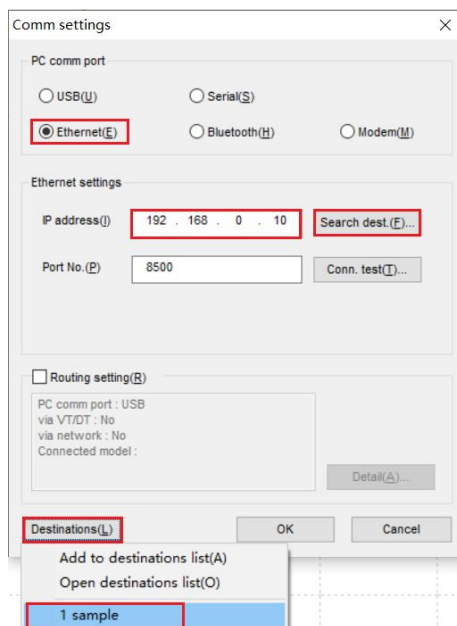 Comm settings
PC comm port
USB(U) Serial(S)
Ethernet(E) Bluetooth(H) Modem(M)
Ethernet settings
IP address(I) 192 . 168 . 0 . 10 Search dest.(F)...
Port No.(P) 8500 Conn. test(T)...
Routing setting(R)
PC comm port : USB
via VT/DT : No
via network : No
Connected model :
Detail(A)...
Destinations(L) OK Cancel
Add to destinations list(A)
Open destinations list(O)
1 sample